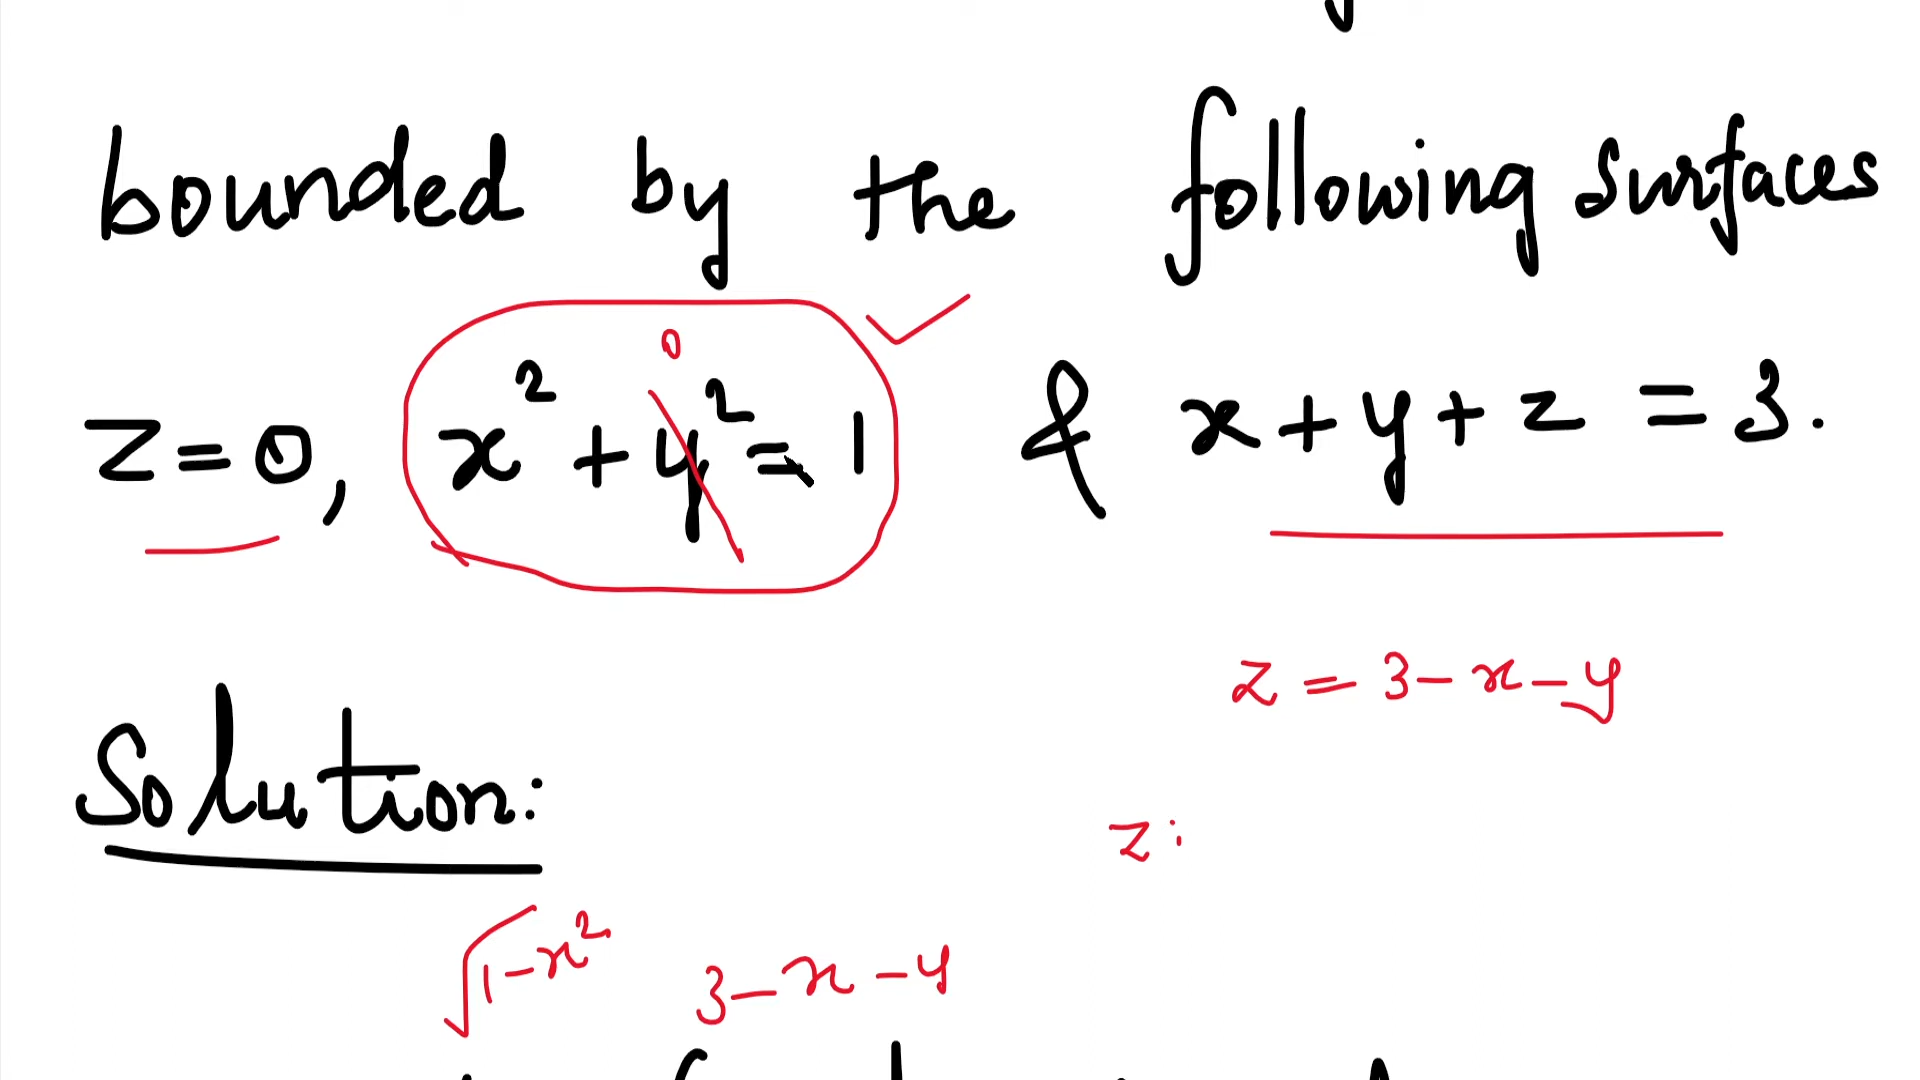 bounded by the following surfaces
0
z=0, x²+y²=1 & x+y+z=3.
z=3-x-y
Solution:
z:
√1-x² 3-x-y